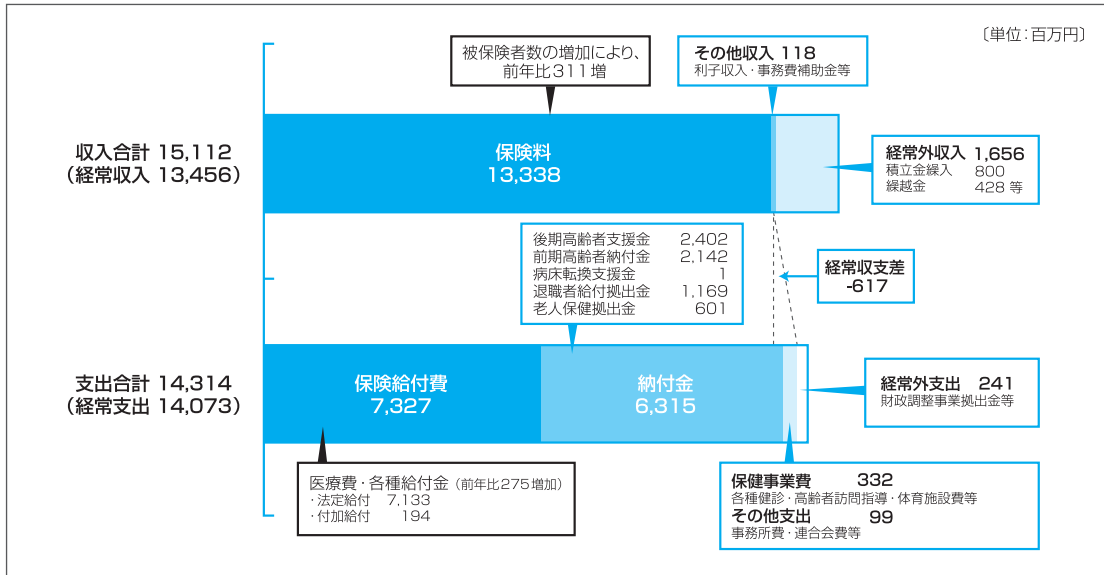 〔単位:百万円〕
被保険者数の増加により、
前年比311増
その他収入 118
利子収入・事務費補助金等
収入合計 15,112
(経常収入 13,456)
保険料
13,338
経常外収入 1,656
積立金繰入 800
繰越金 428 等
後期高齢者支援金 2,402
前期高齢者納付金 2,142
病床転換支援金 1
退職者給付拠出金 1,169
老人保健拠出金 601
経常収支差
-617
支出合計 14,314
(経常支出 14,073)
保険給付費
7,327
納付金
6,315
経常外支出 241
財政調整事業拠出金等
医療費・各種給付金(前年比275増加)
・法定給付 7,133
・付加給付 194
保健事業費 332
各種健診・高齢者訪問指導・体育施設費等
その他支出 99
事務所費・連合会費等